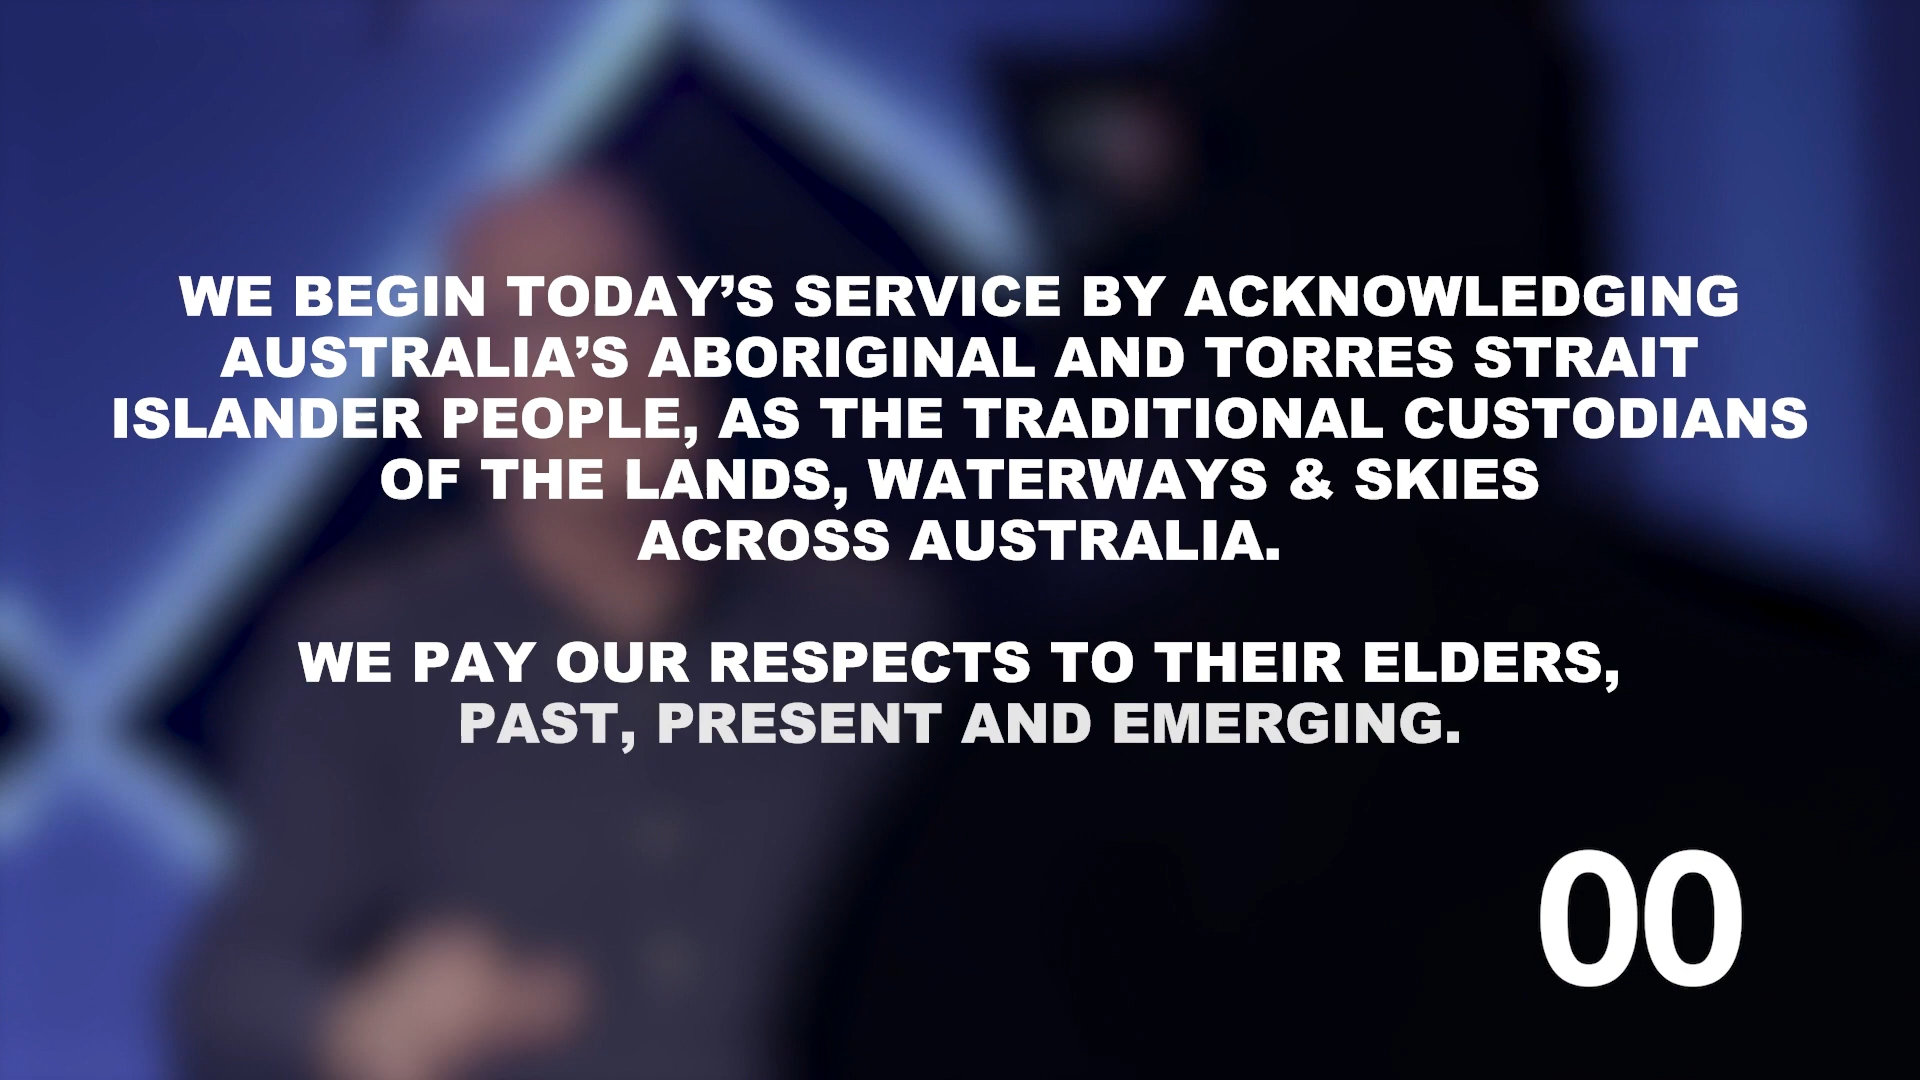 WE BEGIN TODAY’S SERVICE BY ACKNOWLEDGING
AUSTRALIA’S ABORIGINAL AND TORRES STRAIT
ISLANDER PEOPLE, AS THE TRADITIONAL CUSTODIANS
OF THE LANDS, WATERWAYS & SKIES
ACROSS AUSTRALIA.
WE PAY OUR RESPECTS TO THEIR ELDERS,
PAST, PRESENT AND EMERGING.
00